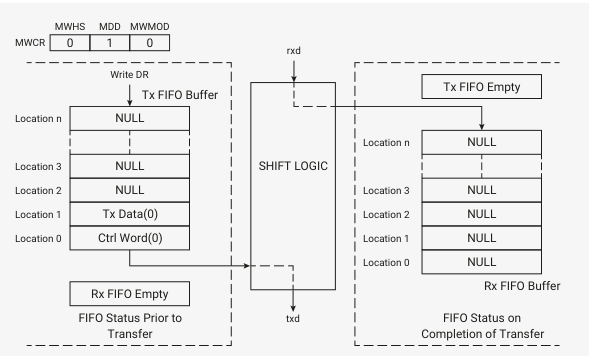 MWHS MDD MWMOD
MWCR 0 1 0
Write DR
Tx FIFO Buffer
Location n NULL
Location 3 NULL
Location 2 NULL
Location 1 Tx Data(0)
Location 0 Ctrl Word(0)
Rx FIFO Empty
FIFO Status Prior to
Transfer
rxd
SHIFT LOGIC
txd
Tx FIFO Empty
Location n NULL
Location 3 NULL
Location 2 NULL
Location 1 NULL
Location 0 NULL
Rx FIFO Buffer
FIFO Status on
Completion of Transfer